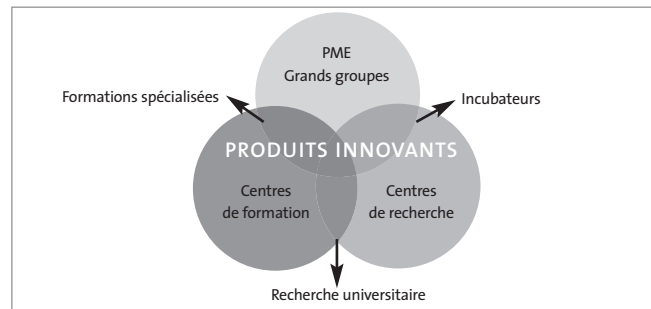 PME
Grands groupes
Formations spécialisées
Incubateurs
PRODUITS INNOVANTS
Centres
de formation
Centres
de recherche
Recherche universitaire